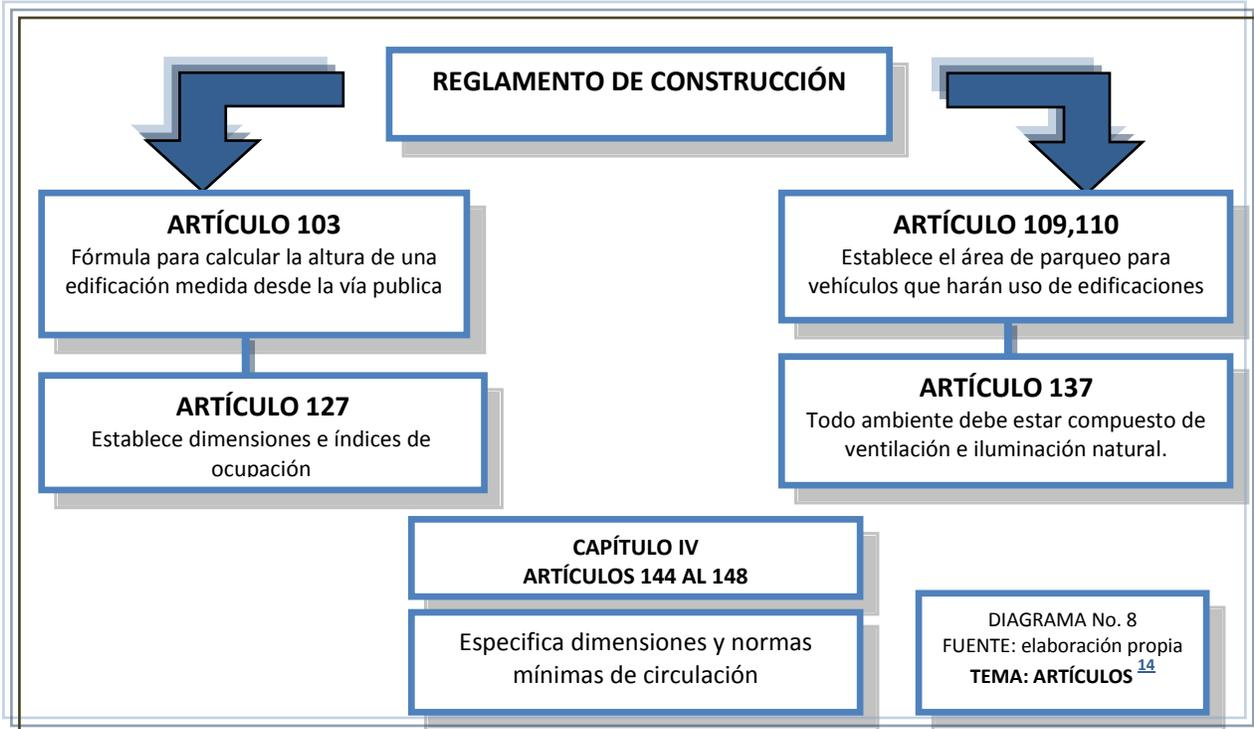 REGLAMENTO DE CONSTRUCCIÓN
ARTÍCULO 103
Fórmula para calcular la altura de una
edificación medida desde la vía publica
ARTÍCULO 127
Establece dimensiones e índices de
ocupación
ARTÍCULO 109,110
Establece el área de parqueo para
vehículos que harán uso de edificaciones
ARTÍCULO 137
Todo ambiente debe estar compuesto de
ventilación e iluminación natural.
CAPÍTULO IV
ARTÍCULOS 144 AL 148
Especifica dimensiones y normas
mínimas de circulación
DIAGRAMA No. 8
FUENTE: elaboración propia
TEMA: ARTÍCULOS 14